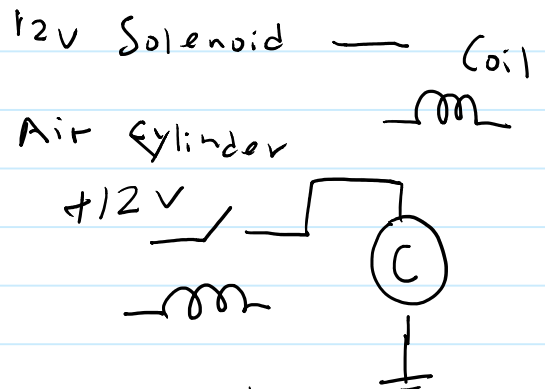 12v Solenoid — Coil
Air Cylinder
+12V
C